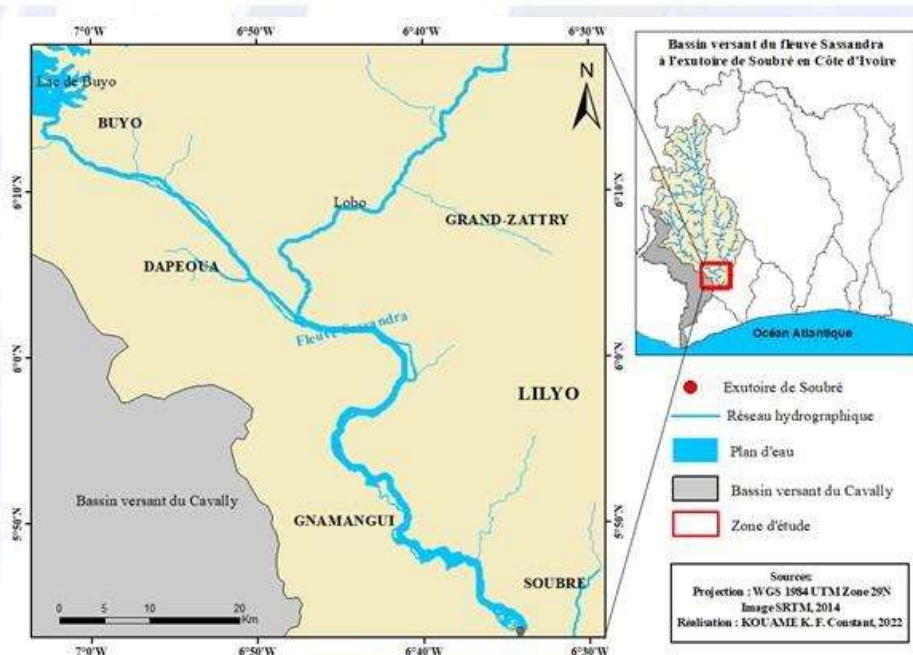 7°0'W 6°50'W 6°40'W 6°30'W
Lac de Buyo
BUYO
N
6°10'N
Lobo
GRAND-ZATTRY
DAPEOUA
Fleuve Sassandra
6°0'N
LILYO
Bassin versant du Cavally
GNAMANGUI
5°50'N
SOUBRE
0 5 10 20
Km
7°0'W 6°50'W 6°40'W 6°30'W
6°10'N
6°0'N
5°50'N
Bassin versant du fleuve Sassandra
à l'exutoire de Soubré en Côte d'Ivoire
Océan Atlantique
Exutoire de Soubré
Réseau hydrographique
Plan d'eau
Bassin versant du Cavally
Zone d'étude
Sources:
Projection : WGS 1984 UTM Zone 29N
Image SRTM, 2014
Réalisation : KOUAME K. F. Constant, 2022